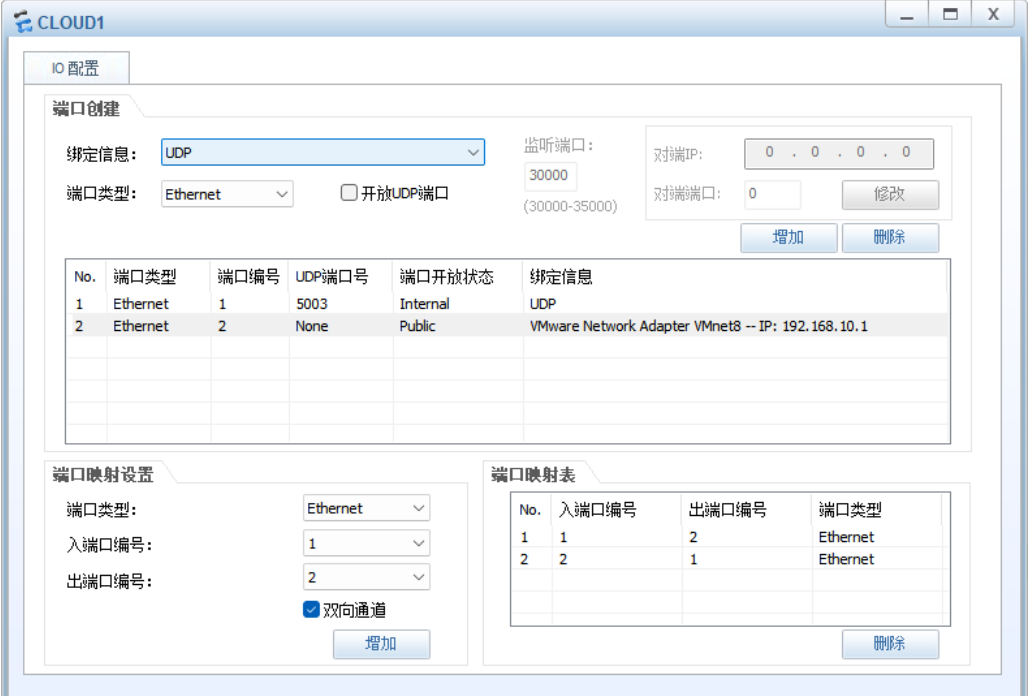 CLOUD1
IO 配置
端口创建
绑定信息： UDP
监听端口：
30000
(30000-35000)
对端IP: 0 . 0 . 0 . 0
端口类型： Ethernet 开放UDP端口
对端端口: 0 修改
增加 删除
No. 端口类型 端口编号 UDP端口号 端口开放状态 绑定信息
1 Ethernet 1 5003 Internal UDP
2 Ethernet 2 None Public VMware Network Adapter VMnet8 -- IP: 192.168.10.1
端口映射设置
端口类型： Ethernet
入端口编号： 1
出端口编号： 2
双向通道
增加
端口映射表
No. 入端口编号 出端口编号 端口类型
1 1 2 Ethernet
2 2 1 Ethernet
删除